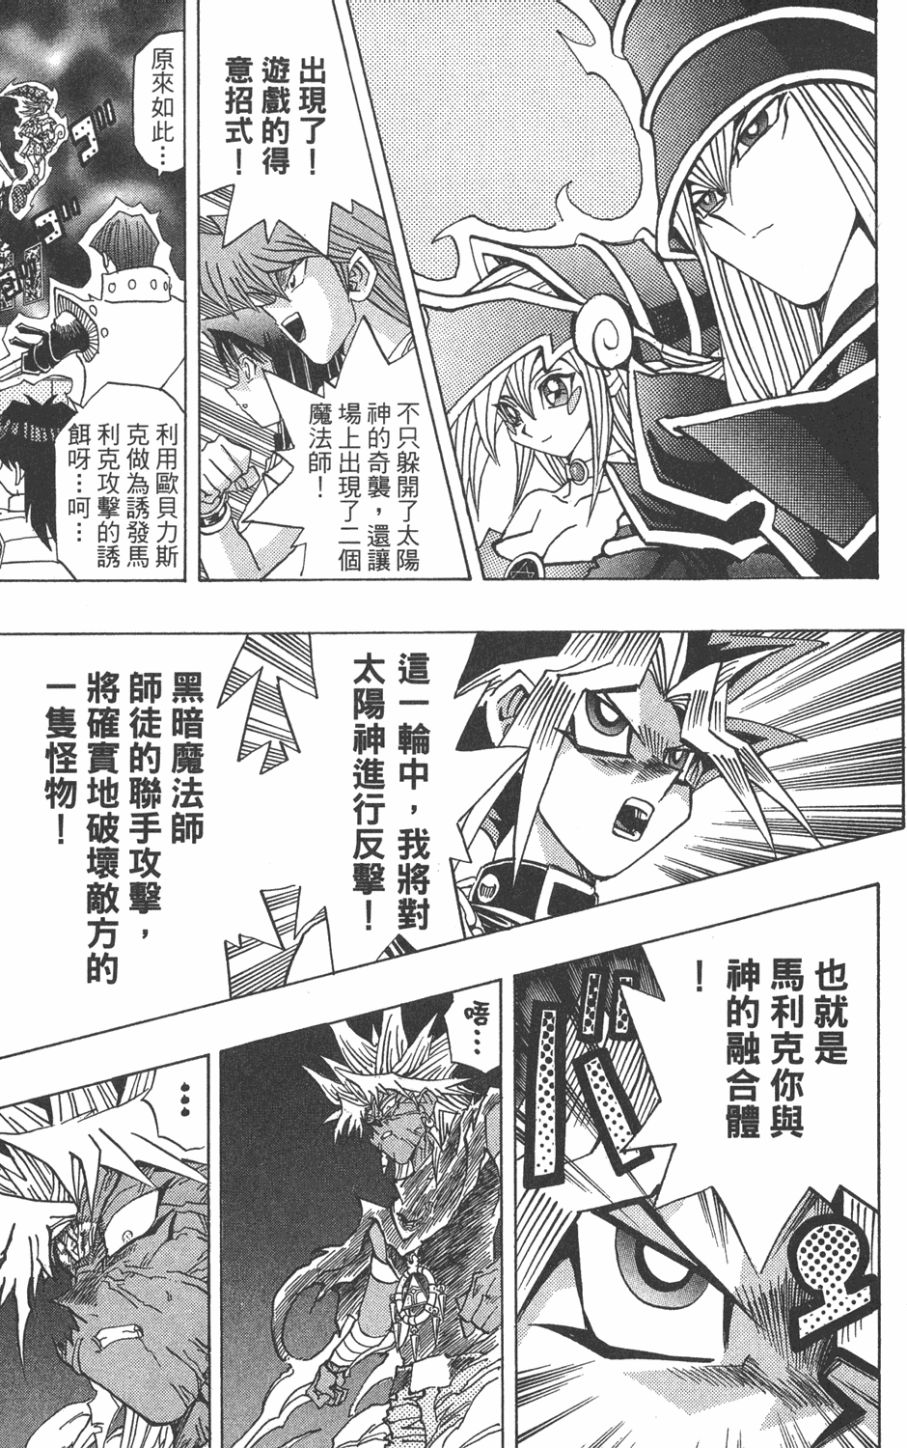 出現了！
遊戲的得
意招式！
不只躲開了太陽
神的奇襲，還讓
場上出現了二個
魔法師！
原來如此…
利用歐貝力斯
克做為誘發馬
利克攻擊的誘
餌呀…呵…
這一輪中，我將對
太陽神進行反擊！
黑暗魔法師
師徒的聯手攻擊，
將確實地破壞敵方的
一隻怪物！
也就是
馬利克你與
神的融合體
！
唔…
…